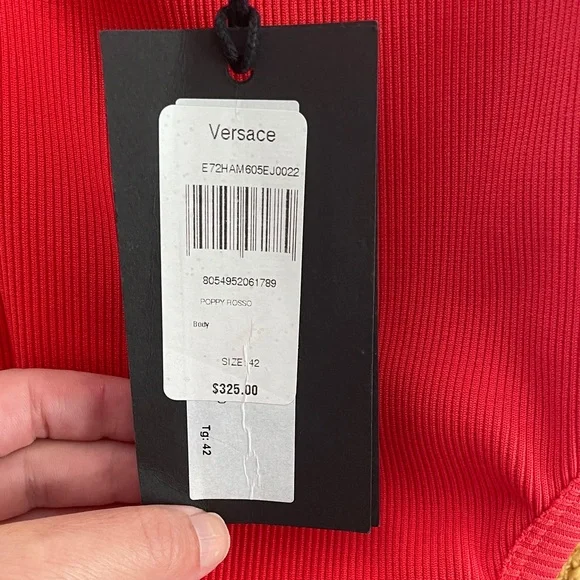 Versace
E72HAM605EJ0022
8054952061789
POPPY-ROSSO
Body
SIZE: 42
$325.00
Tg: 42